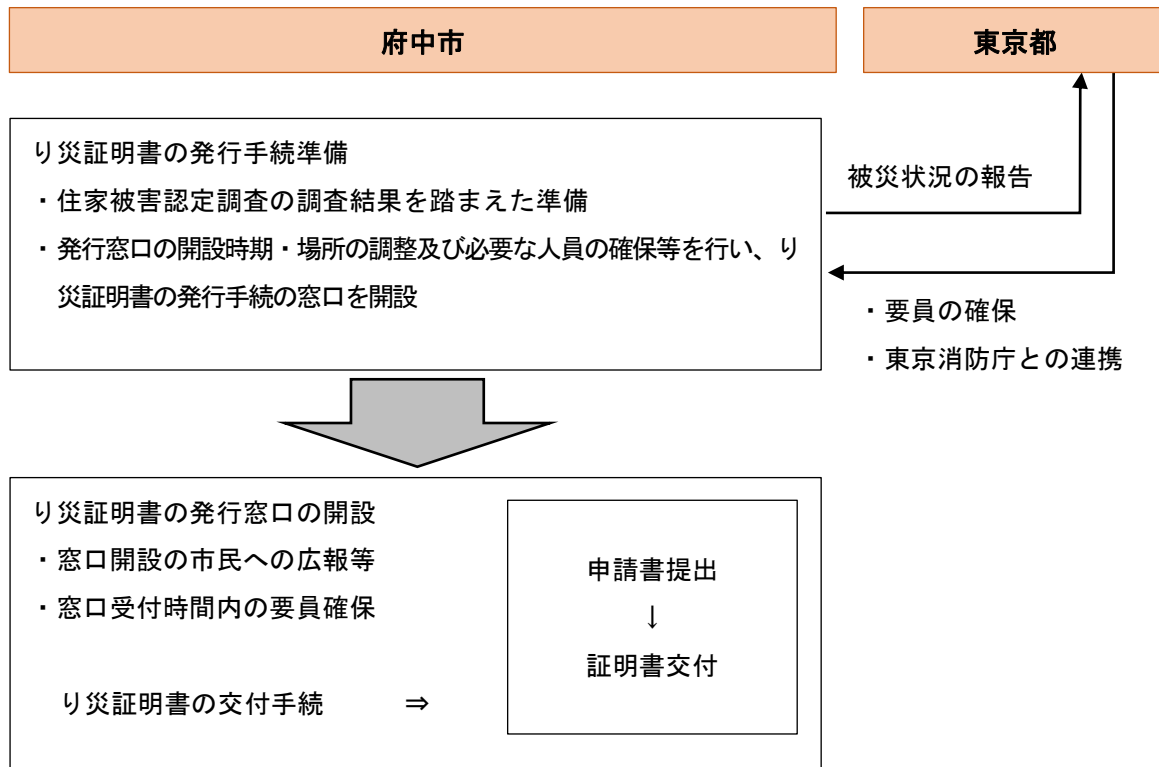 府中市
東京都
り災証明書の発行手続準備
・住家被害認定調査の調査結果を踏まえた準備
・発行窓口の開設時期・場所の調整及び必要な人員の確保等を行い、り
災証明書の発行手続の窓口を開設
被災状況の報告
・要員の確保
・東京消防庁との連携
り災証明書の発行窓口の開設
・窓口開設の市民への広報等
・窓口受付時間内の要員確保
り災証明書の交付手続　⇒
申請書提出
↓
証明書交付